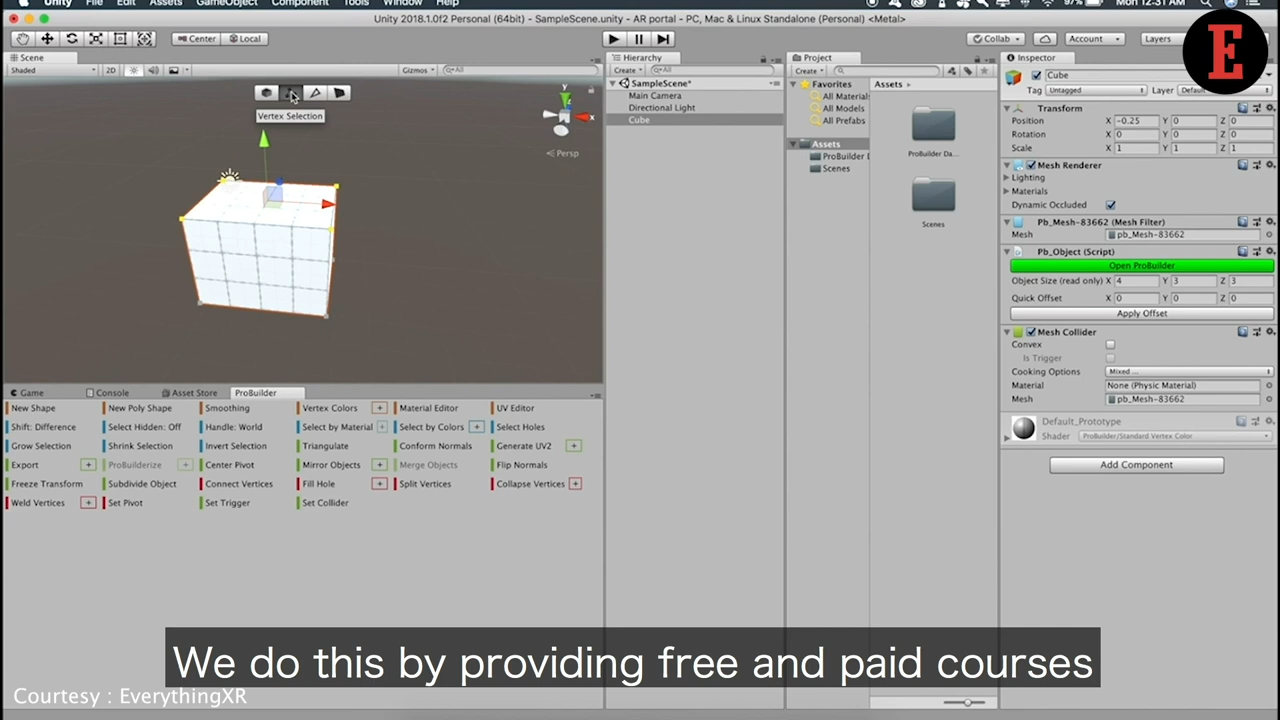 Unity File Edit Assets GameObject Component Tools Window Help 97% Mon 12:31 AM
Unity 2018.1.0f2 Personal (64bit) - SampleScene.unity - AR portal - PC, Mac & Linux Standalone (Personal) <Metal>
Center Local Collab Account Layers
E
Scene
Shaded 2D Gizmos All
Vertex Selection
y
x
Persp
Hierarchy
Create All
SampleScene*
Main Camera
Directional Light
Cube
Project
Create
Favorites
All Material
All Models
All Prefabs
Assets
ProBuilder D
Scenes
Assets
ProBuilder Da...
Scenes
Inspector
Cube
Tag Untagged Layer Default
Transform
Position X -0.25 Y 0 Z 0
Rotation X 0 Y 0 Z 0
Scale X 1 Y 1 Z 1
Mesh Renderer
Lighting
Materials
Dynamic Occluded
Pb_Mesh-83662 (Mesh Filter)
Mesh pb_Mesh-83662
Pb_Object (Script)
Open ProBuilder
Object Size (read only) X 4 Y 3 Z 3
Quick Offset X 0 Y 0 Z 0
Apply Offset
Mesh Collider
Convex
Is Trigger
Cooking Options Mixed ...
Material None (Physic Material)
Mesh pb_Mesh-83662
Default_Prototype
Shader ProBuilder/Standard Vertex Color
Add Component
Game Console Asset Store ProBuilder
New Shape New Poly Shape Smoothing Vertex Colors + Material Editor UV Editor
Shift: Difference Select Hidden: Off Handle: World Select by Material + Select by Colors + Select Holes
Grow Selection Shrink Selection Invert Selection Triangulate Conform Normals Generate UV2 +
Export + ProBuilderize + Center Pivot Mirror Objects + Merge Objects Flip Normals
Freeze Transform Subdivide Object Connect Vertices Fill Hole + Split Vertices Collapse Vertices +
Weld Vertices + Set Pivot Set Trigger Set Collider
We do this by providing free and paid courses
Courtesy : EverythingXR